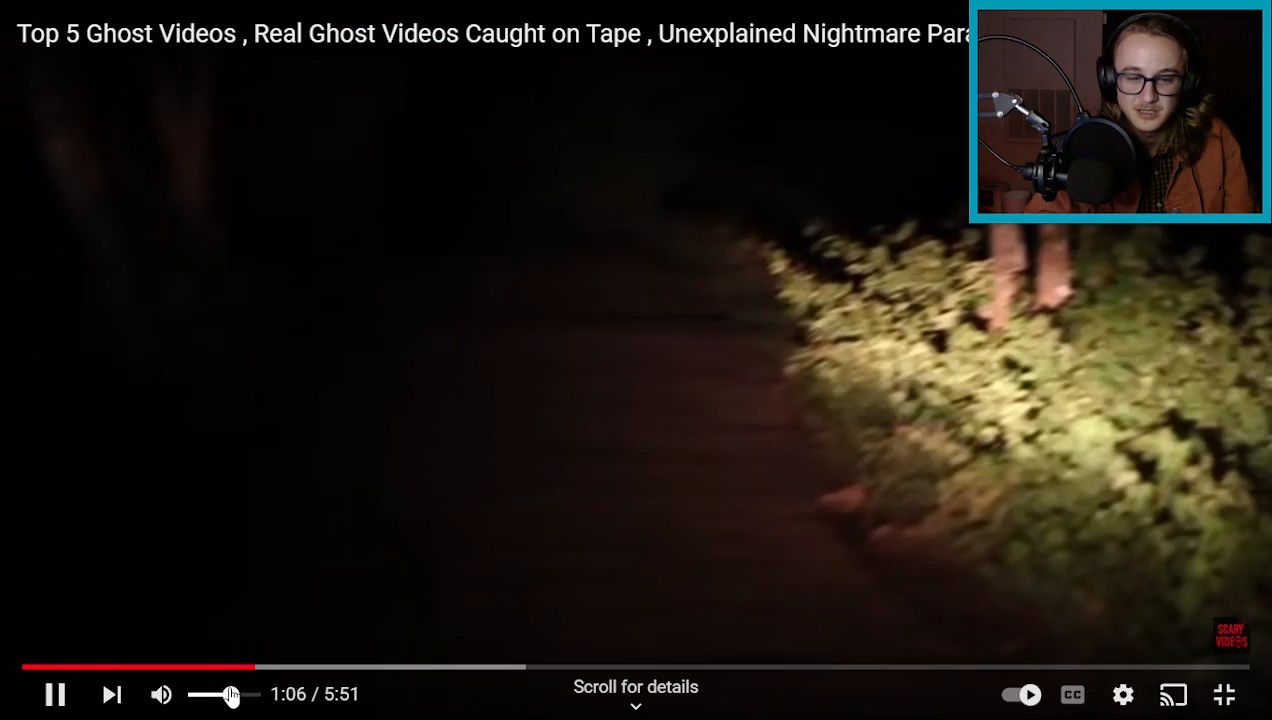 Top 5 Ghost Videos , Real Ghost Videos Caught on Tape , Unexplained Nightmare Para
SCARY
VIDEOS
1:06 / 5:51
Scroll for details
CC